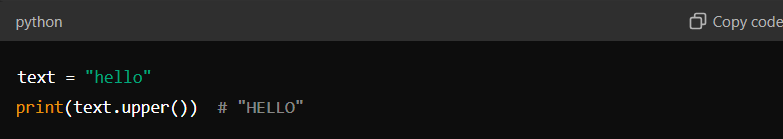 python
Copy code
text = "hello"
print(text.upper())  # "HELLO"